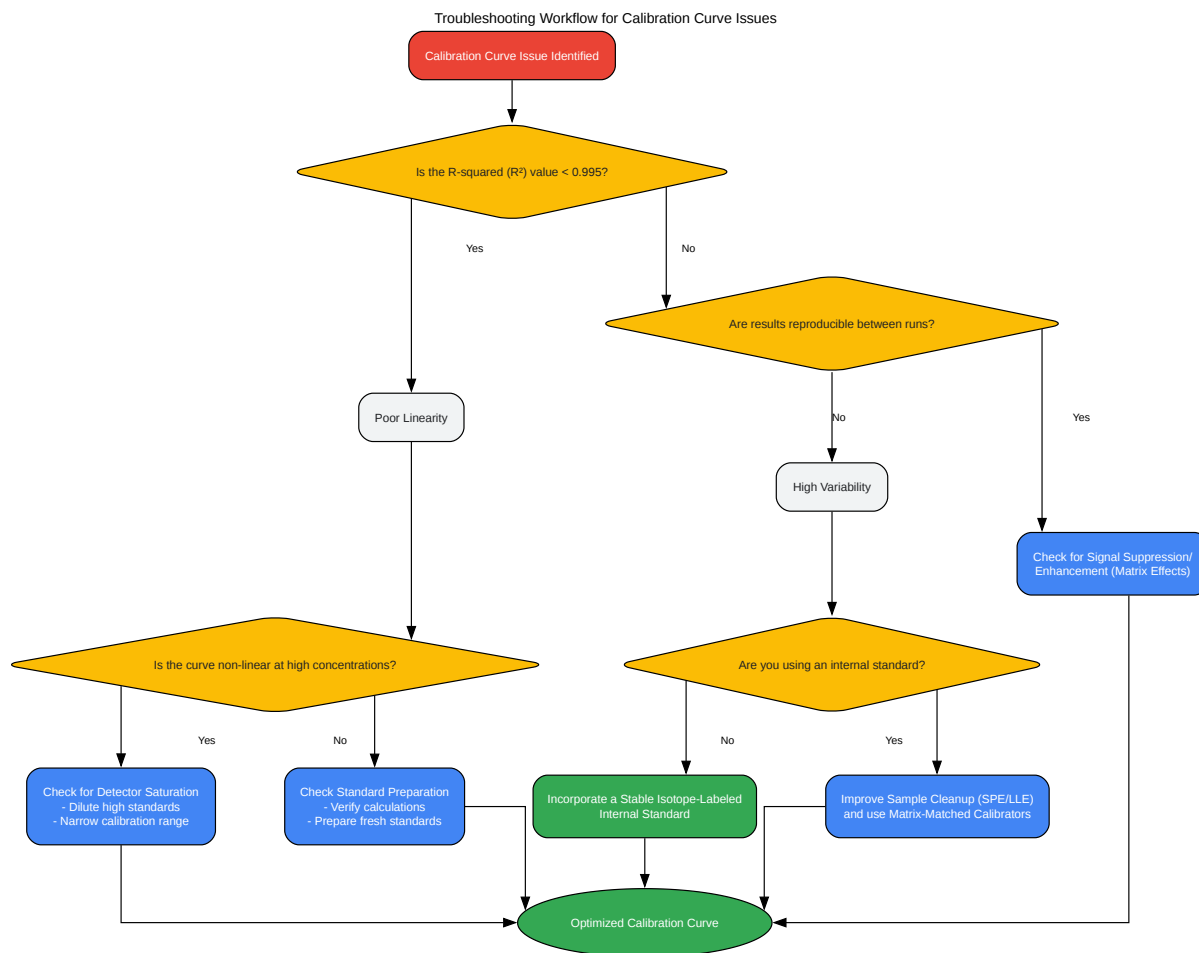 Troubleshooting Workflow for Calibration Curve Issues
Calibration Curve Issue Identified
Is the R-squared (R²) value < 0.995?
Yes
No
Are results reproducible between runs?
Poor Linearity
No
Yes
High Variability
Check for Signal Suppression/
Enhancement (Matrix Effects)
Is the curve non-linear at high concentrations?
Are you using an internal standard?
Yes
No
No
Yes
Check for Detector Saturation
- Dilute high standards
- Narrow calibration range
Check Standard Preparation
- Verify calculations
- Prepare fresh standards
Incorporate a Stable Isotope-Labeled
Internal Standard
Improve Sample Cleanup (SPE/LLE)
and use Matrix-Matched Calibrators
Optimized Calibration Curve